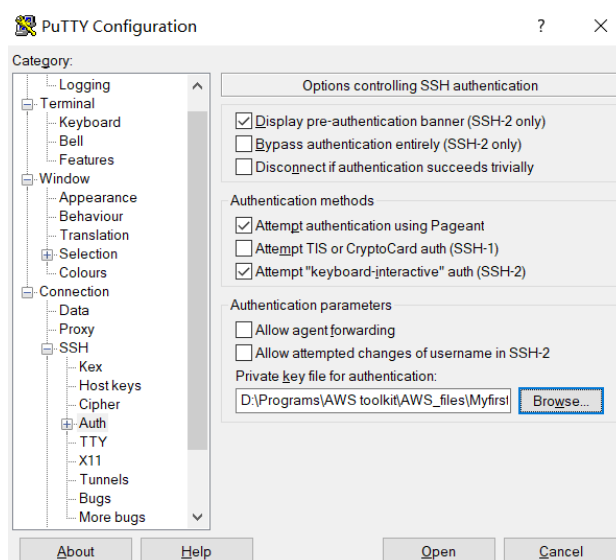 PuTTY Configuration
?
Category:
Logging
Terminal
Keyboard
Bell
Features
Window
Appearance
Behaviour
Translation
Selection
Colours
Connection
Data
Proxy
SSH
Kex
Host keys
Cipher
Auth
TTY
X11
Tunnels
Bugs
More bugs
Options controlling SSH authentication
Display pre-authentication banner (SSH-2 only)
Bypass authentication entirely (SSH-2 only)
Disconnect if authentication succeeds trivially
Authentication methods
Attempt authentication using Pageant
Attempt TIS or CryptoCard auth (SSH-1)
Attempt "keyboard-interactive" auth (SSH-2)
Authentication parameters
Allow agent forwarding
Allow attempted changes of username in SSH-2
Private key file for authentication:
D:\Programs\AWS toolkit\AWS_files\Myfirst
Browse...
About
Help
Open
Cancel